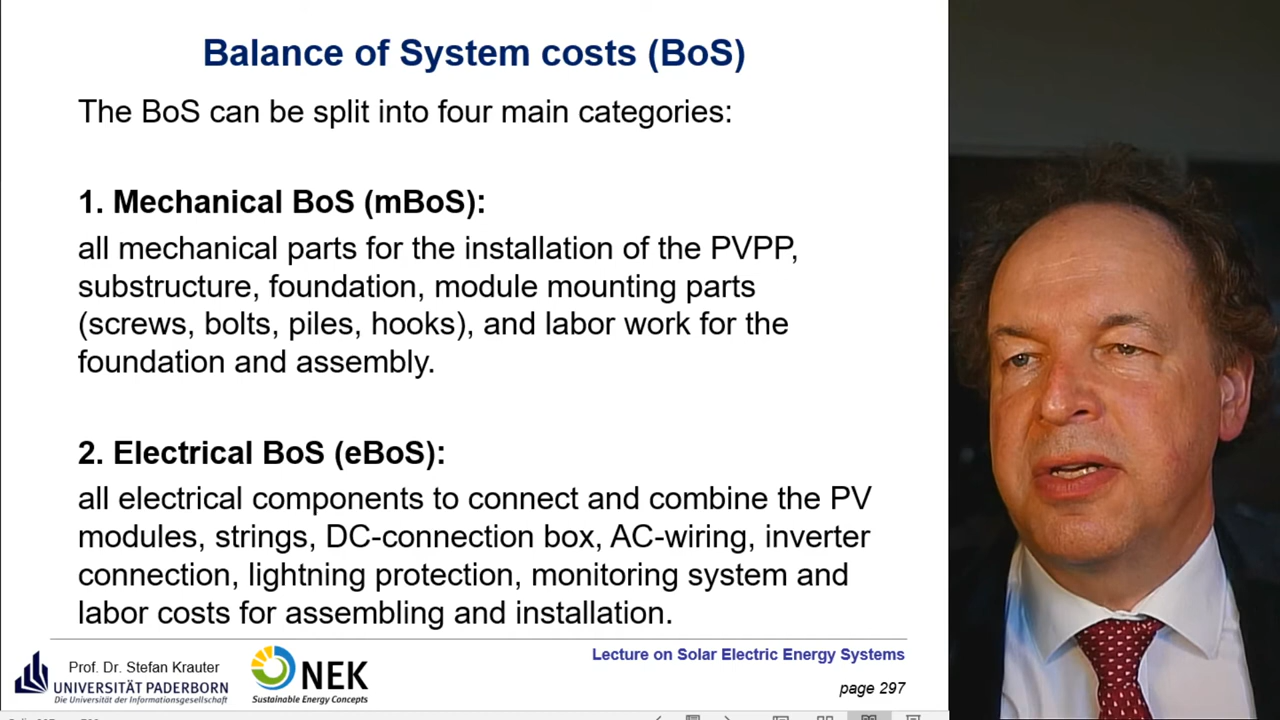 Balance of System costs (BoS)
The BoS can be split into four main categories:
1. Mechanical BoS (mBoS):
all mechanical parts for the installation of the PVPP,
substructure, foundation, module mounting parts
(screws, bolts, piles, hooks), and labor work for the
foundation and assembly.
2. Electrical BoS (eBoS):
all electrical components to connect and combine the PV
modules, strings, DC-connection box, AC-wiring, inverter
connection, lightning protection, monitoring system and
labor costs for assembling and installation.
Prof. Dr. Stefan Krauter
UNIVERSITÄT PADERBORN
Die Universität der Informationsgesellschaft
NEK
Sustainable Energy Concepts
Lecture on Solar Electric Energy Systems
page 297